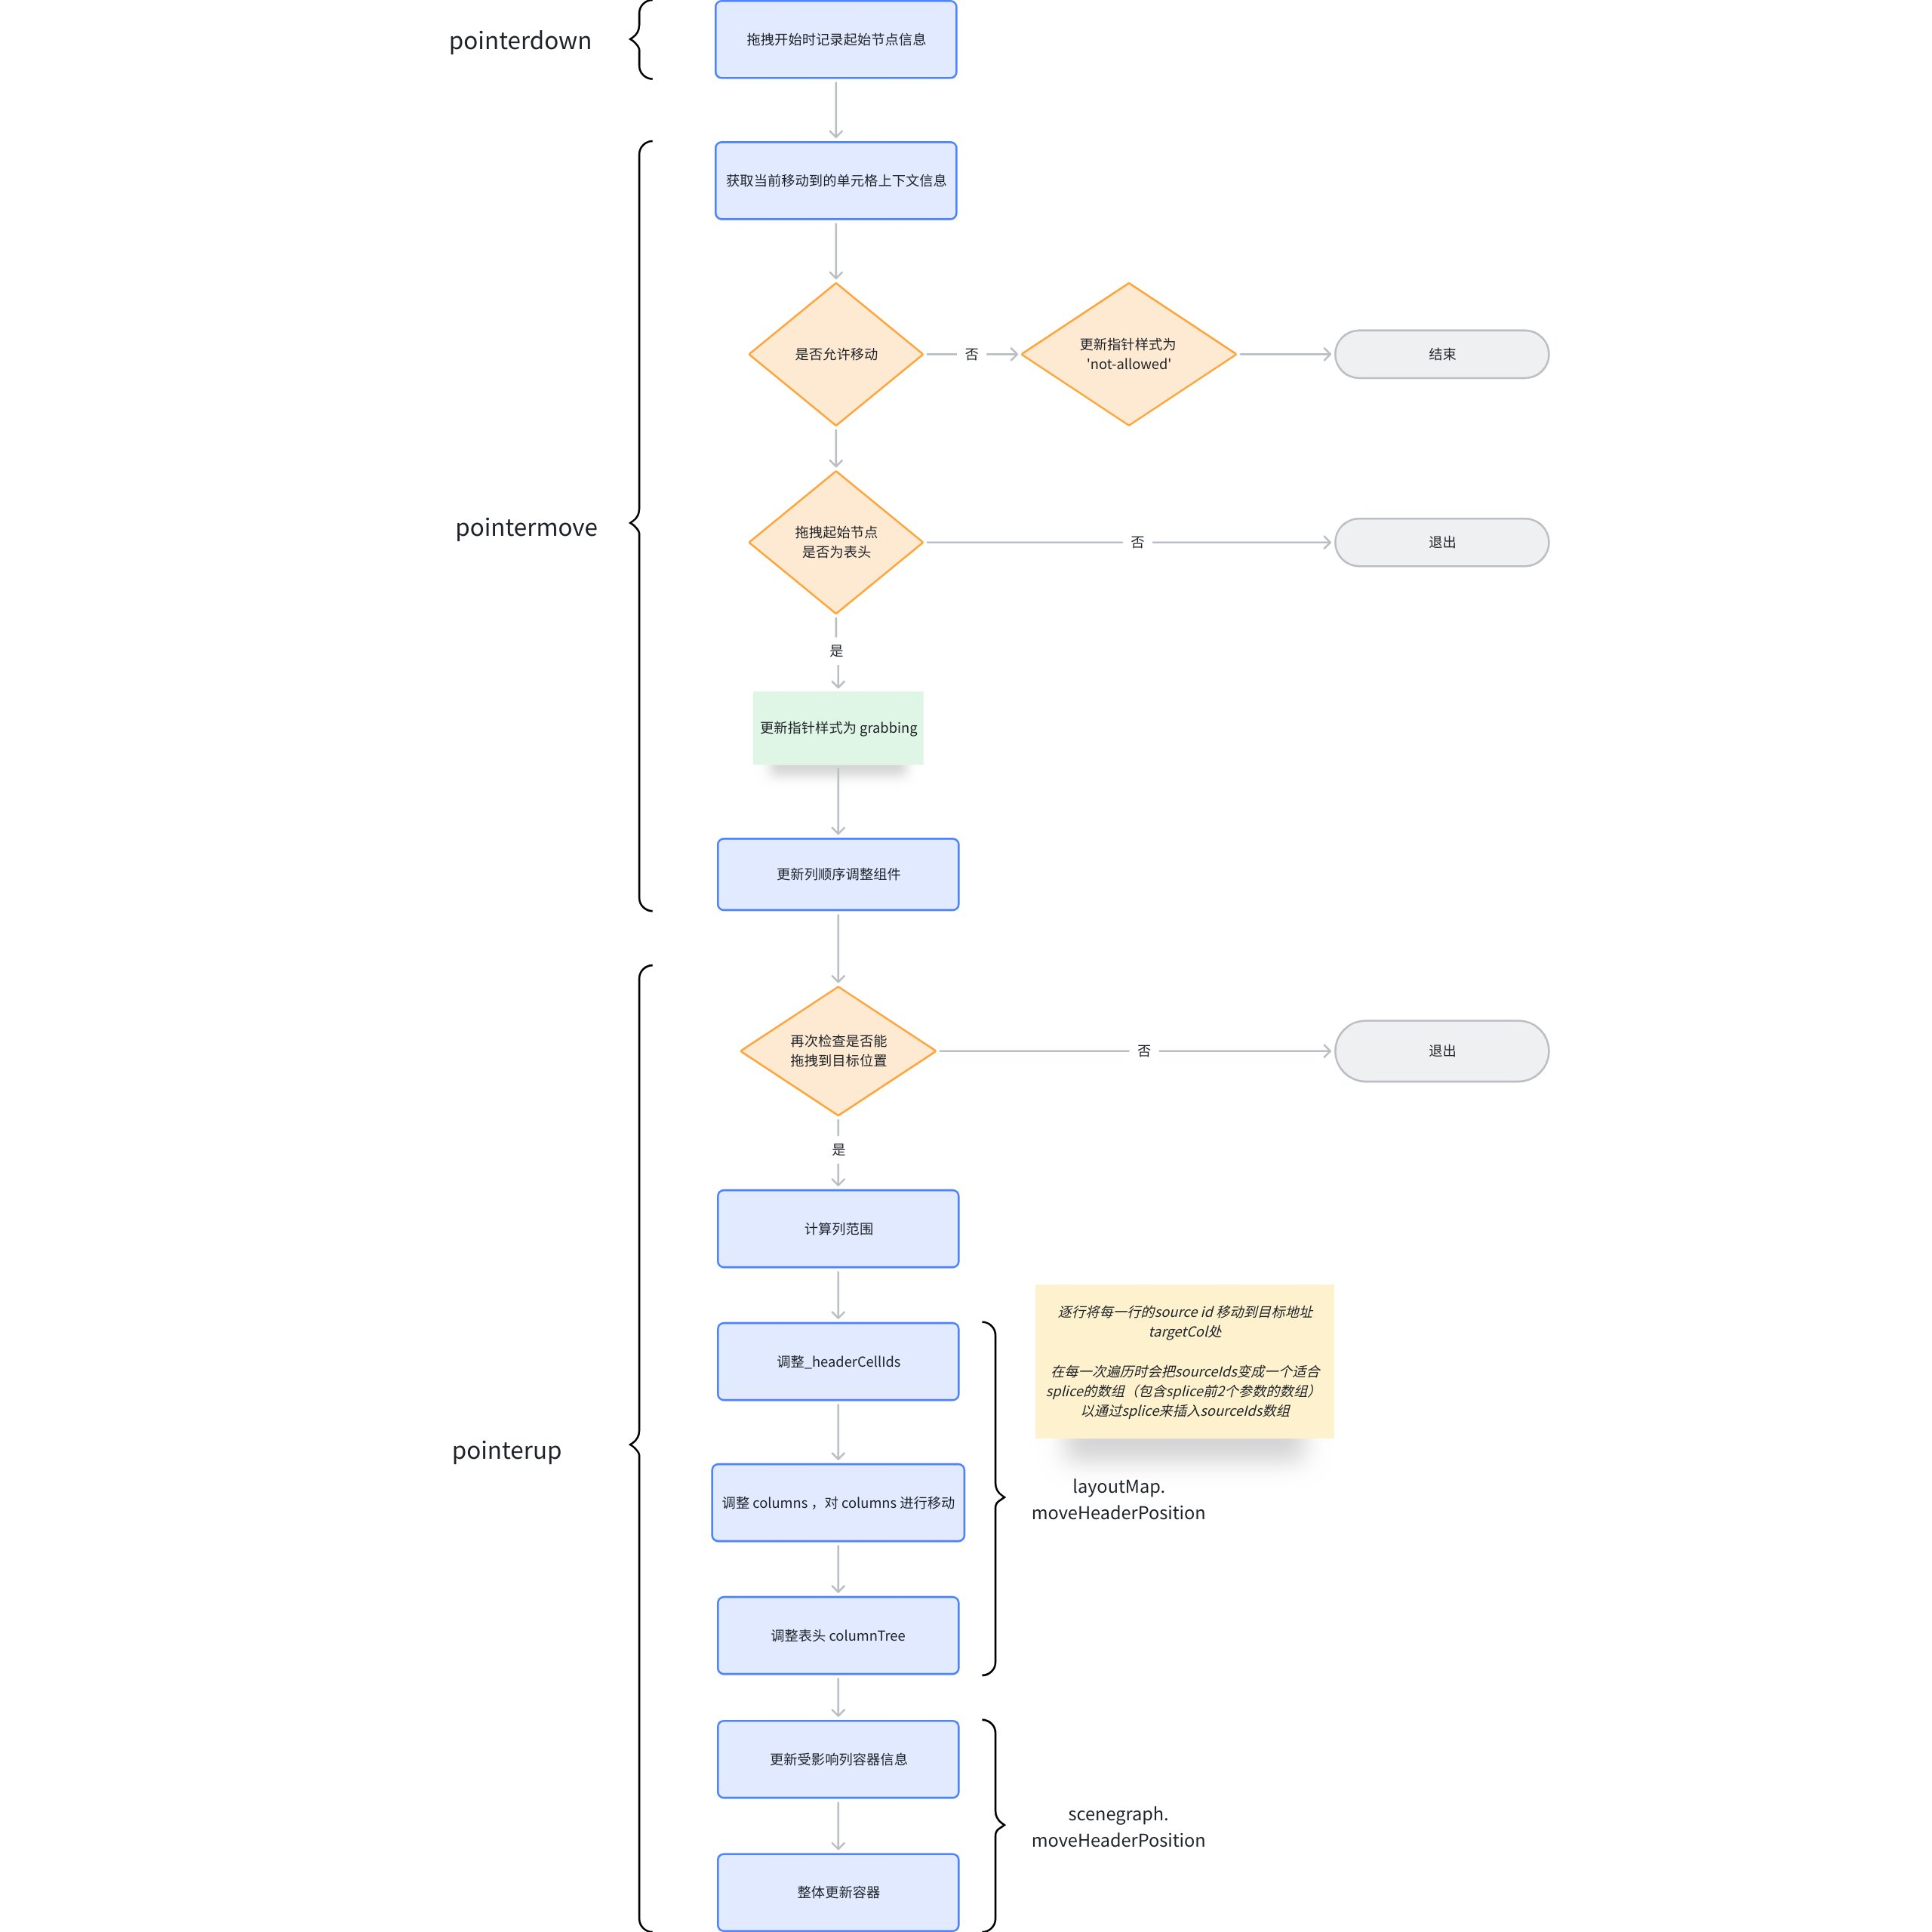 pointerdown
拖拽开始时记录起始节点信息
获取当前移动到的单元格上下文信息
是否允许移动
否
更新指针样式为
'not-allowed'
结束
pointermove
拖拽起始节点
是否为表头
否
退出
是
更新指针样式为 grabbing
更新列顺序调整组件
再次检查是否能
拖拽到目标位置
否
退出
是
计算列范围
逐行将每一行的source id 移动到目标地址
targetCol处
在每一次遍历时会把sourceIds变成一个适合
splice的数组（包含splice前2个参数的数组）
以通过splice来插入sourceIds数组
调整_headerCellIds
pointerup
layoutMap.
moveHeaderPosition
调整 columns ，对 columns 进行移动
调整表头 columnTree
更新受影响列容器信息
scenegraph.
moveHeaderPosition
整体更新容器